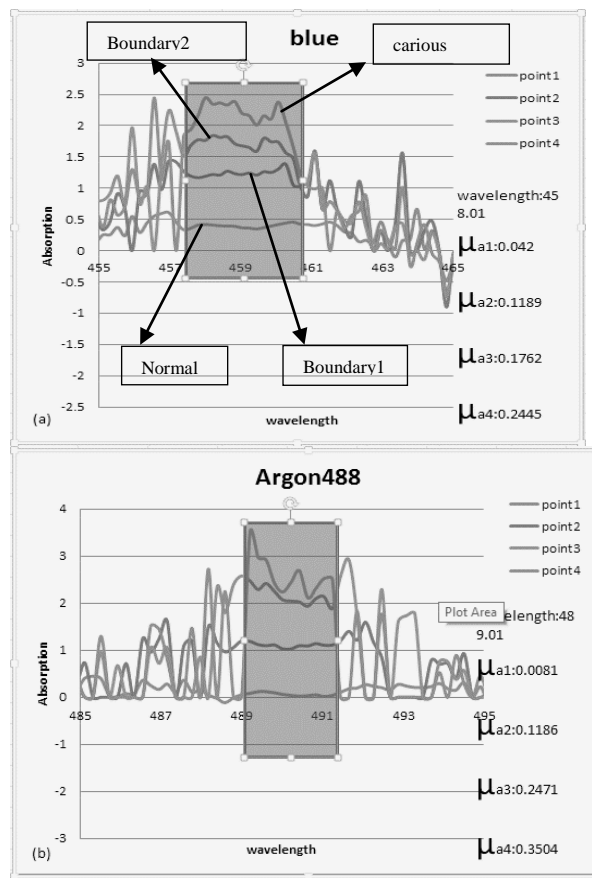 Boundary2
blue
carious
3
2.5
2
1.5
1
0.5
0
-0.5
-1
-1.5
-2
-2.5
Absorption
455
457
459
461
463
465
wavelength
point1
point2
point3
point4
wavelength:45
8.01
μa1:0.042
μa2:0.1189
μa3:0.1762
μa4:0.2445
Normal
Boundary1
(a)
Argon488
4
3
2
1
0
-1
-2
-3
Absorption
485
487
489
491
493
495
wavelength
point1
point2
point3
point4
Plot Area
elength:48
9.01
μa1:0.0081
μa2:0.1186
μa3:0.2471
μa4:0.3504
(b)